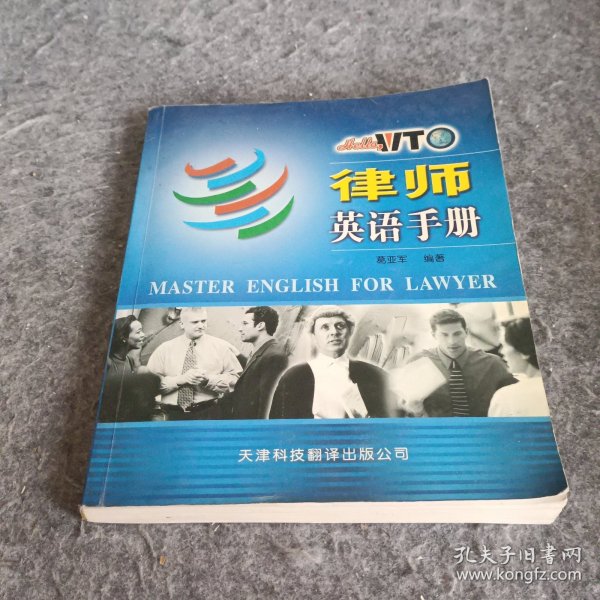 Hello WTO
律师
英语手册
葛亚军 编著
MASTER ENGLISH FOR LAWYER
天津科技翻译出版公司
孔夫子旧书网
www.kongfz.com